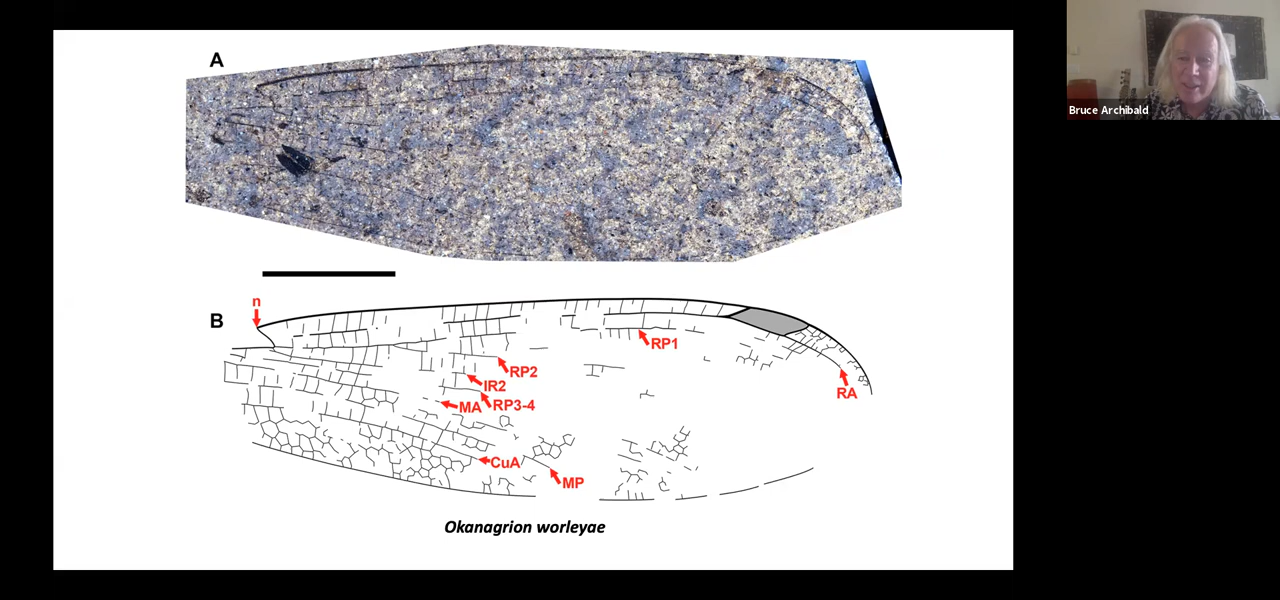 A
Bruce Archibald
n
B
RP1
RP2
IR2
RA
MA
RP3-4
CuA
MP
Okanagrion worleyae